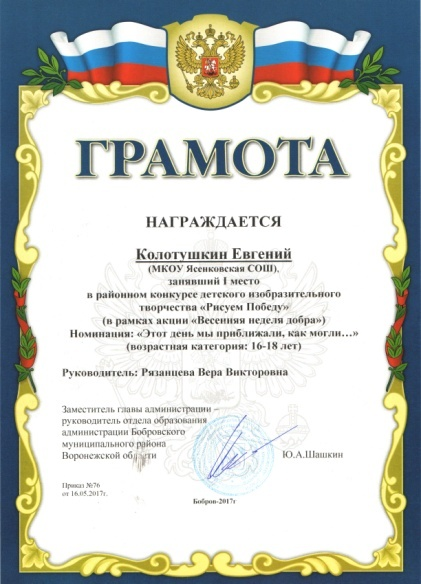 ГРАМОТА
НАГРАЖДАЕТСЯ
Колотушкин Евгений
(МКОУ Ясенковская СОШ),
занявший I место
в районном конкурсе детского изобразительного
творчества «Рисуем Победу»
(в рамках акции «Весенняя неделя добра»)
Номинация: «Этот день мы приближали, как могли…»
(возрастная категория: 16-18 лет)
Руководитель: Рязанцева Вера Викторовна
Заместитель главы администрации –
руководитель отдела образования
администрации Бобровского
муниципального района
Воронежской области
Ю.А.Шашкин
Приказ №76
от 16.05.2017г.
Бобров-2017г